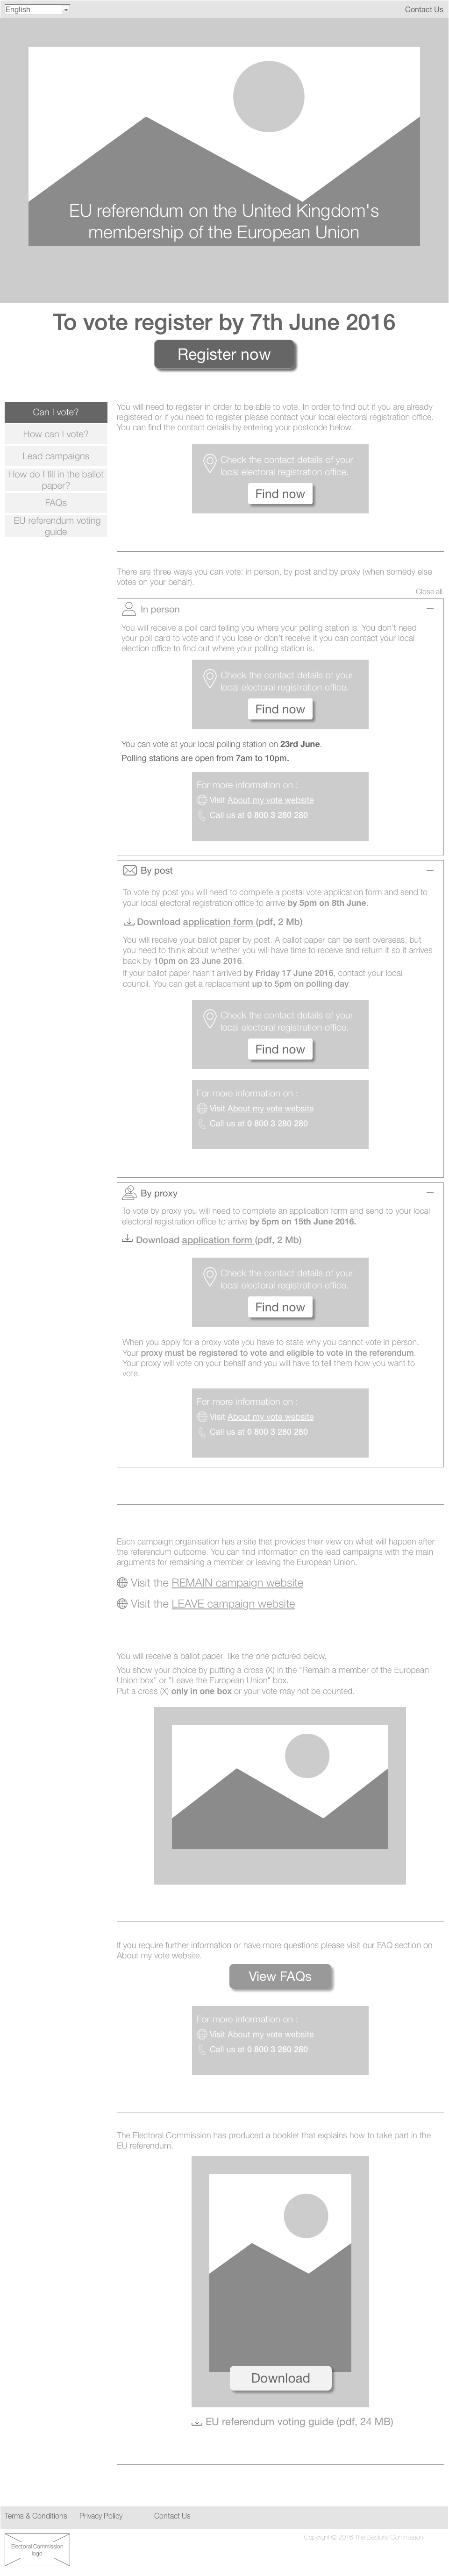 English
Contact Us
EU referendum on the United Kingdom's
membership of the European Union
To vote register by 7th June 2016
Register now
Can I vote?
How can I vote?
Lead campaigns
How do I fill in the ballot
paper?
FAQs
EU referendum voting
guide
You will need to register in order to be able to vote. In order to find out if you are already
registered or if you need to register please contact your local electoral registration office.
You can find the contact details by entering your postcode below.
Check the contact details of your
local electoral registration office.
Find now
There are three ways you can vote: in person, by post and by proxy (when somedy else
votes on your behalf).
Close all
In person
You will receive a poll card telling you where your polling station is. You don't need
your poll card to vote and if you lose or don't receive it you can contact your local
election office to find out where your polling station is.
Check the contact details of your
local electoral registration office.
Find now
You can vote at your local polling station on 23rd June.
Polling stations are open from 7am to 10pm.
For more information on :
Visit About my vote website
Call us at 0 800 3 280 280
By post
To vote by post you will need to complete a postal vote application form and send to
your local electoral registration office to arrive by 5pm on 8th June.
Download application form (pdf, 2 Mb)
You will receive your ballot paper by post. A ballot paper can be sent overseas, but
you need to think about whether you will have time to receive and return it so it arrives
back by 10pm on 23 June 2016.
If your ballot paper hasn't arrived by Friday 17 June 2016, contact your local
council. You can get a replacement up to 5pm on polling day.
Check the contact details of your
local electoral registration office.
Find now
For more information on :
Visit About my vote website
Call us at 0 800 3 280 280
By proxy
To vote by proxy you will need to complete an application form and send to your local
electoral registration office to arrive by 5pm on 15th June 2016.
Download application form (pdf, 2 Mb)
Check the contact details of your
local electoral registration office.
Find now
When you apply for a proxy vote you have to state why you cannot vote in person.
Your proxy must be registered to vote and eligible to vote in the referendum.
Your proxy will vote on your behalf and you will have to tell them how you want to
vote.
For more information on :
Visit About my vote website
Call us at 0 800 3 280 280
Each campaign organisation has a site that provides their view on what will happen after
the referendum outcome. You can find information on the lead campaigns with the main
arguments for remaining a member or leaving the European Union.
Visit the REMAIN campaign website
Visit the LEAVE campaign website
You will receive a ballot paper like the one pictured below.
You show your choice by putting a cross (X) in the "Remain a member of the European
Union box" or "Leave the European Union" box.
Put a cross (X) only in one box or your vote may not be counted.
If you require further information or have more questions please visit our FAQ section on
About my vote website.
View FAQs
For more information on :
Visit About my vote website
Call us at 0 800 3 280 280
The Electoral Commission has produced a booklet that explains how to take part in the
EU referendum.
Download
EU referendum voting guide (pdf, 24 MB)
Terms & Conditions
Privacy Policy
Contact Us
Electoral Commission
logo
Copyright © 2016 The Electoral Commission